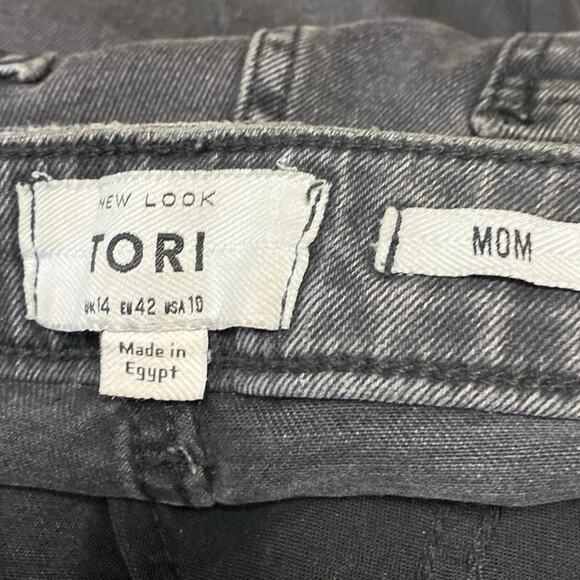 NEW LOOK
TORI
UK14 EU42 USA10
Made in
Egypt
MOM